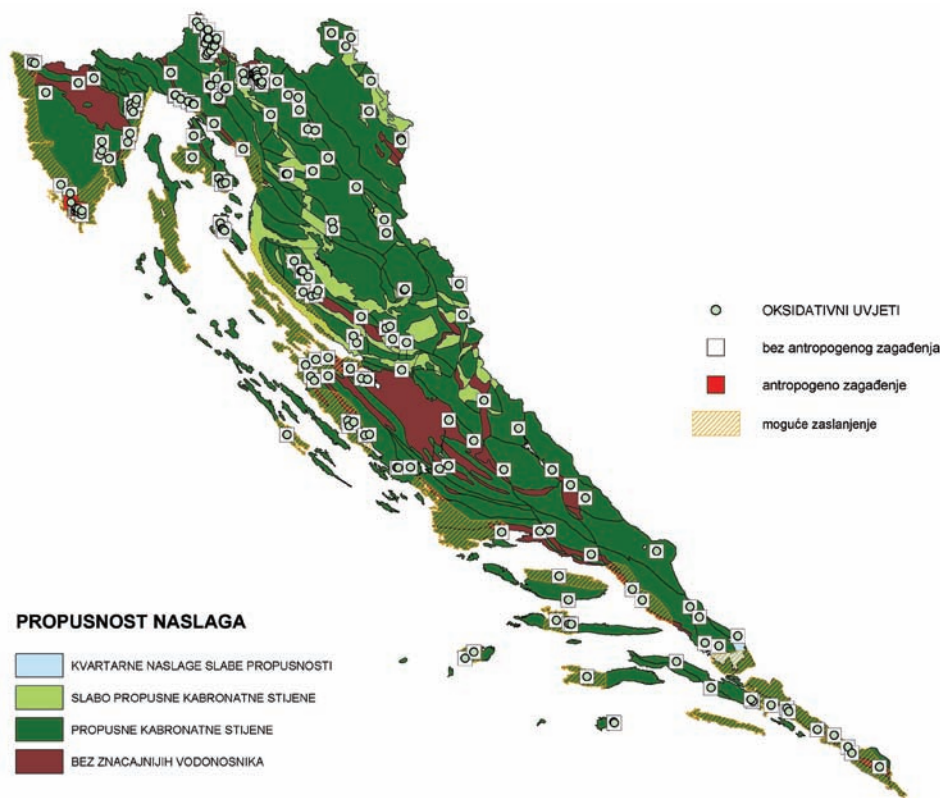 OKSIDATIVNI UVJETI
bez antropogenog zagađenja
antropogeno zagađenje
moguće zaslanjenje
PROPUSNOST NASLAGA
KVARTARNE NASLAGE SLABE PROPUSNOSTI
SLABO PROPUSNE KABRONATNE STIJENE
PROPUSNE KABRONATNE STIJENE
BEZ ZNACAJNIJIH VODONOSNIKA